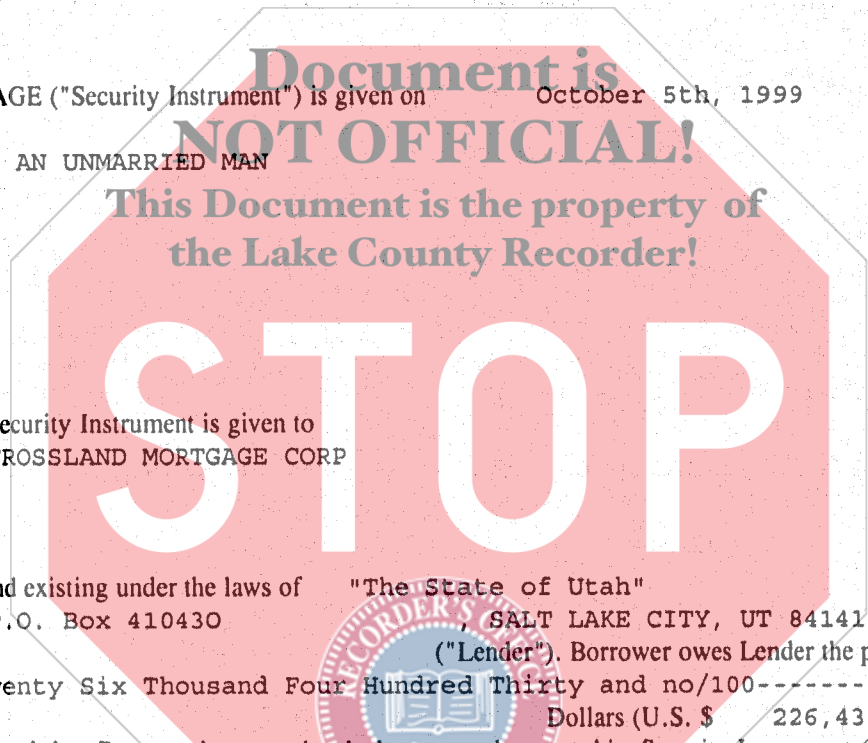 Document is
AGE ("Security Instrument") is given on October 5th, 1999
NOT OFFICIAL!
AN UNMARRIED MAN
This Document is the property of
the Lake County Recorder!
STOP
ecurity Instrument is given to
ROSSLAND MORTGAGE CORP
nd existing under the laws of "The State of Utah"
.O. Box 410430 , SALT LAKE CITY, UT 84141
RECORDER'S OFFICE
("Lender"). Borrower owes Lender the p
enty Six Thousand Four Hundred Thirty and no/100-------
Dollars (U.S. $ 226,43